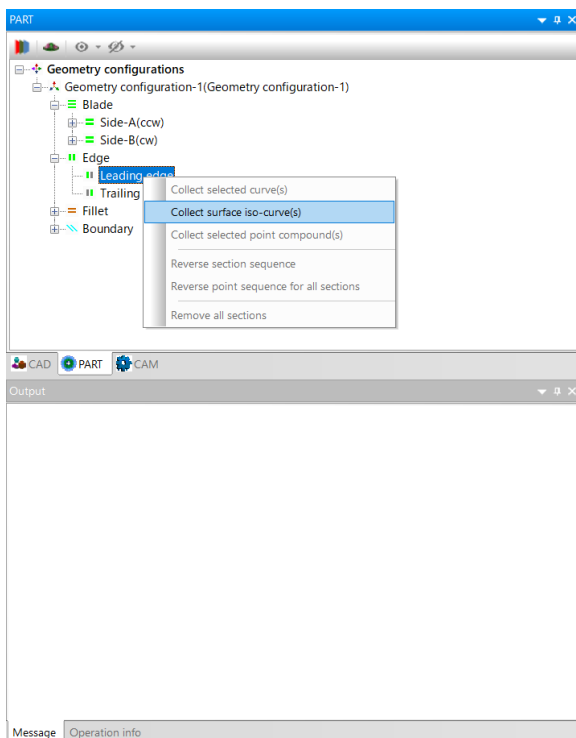 PART
Geometry configurations
Geometry configuration-1(Geometry configuration-1)
Blade
Side-A(ccw)
Side-B(cw)
Edge
Leading edge
Trailing
Fillet
Boundary
Collect selected curve(s)
Collect surface iso-curve(s)
Collect selected point compound(s)
Reverse section sequence
Reverse point sequence for all sections
Remove all sections
CAD PART CAM
Output
Message Operation info